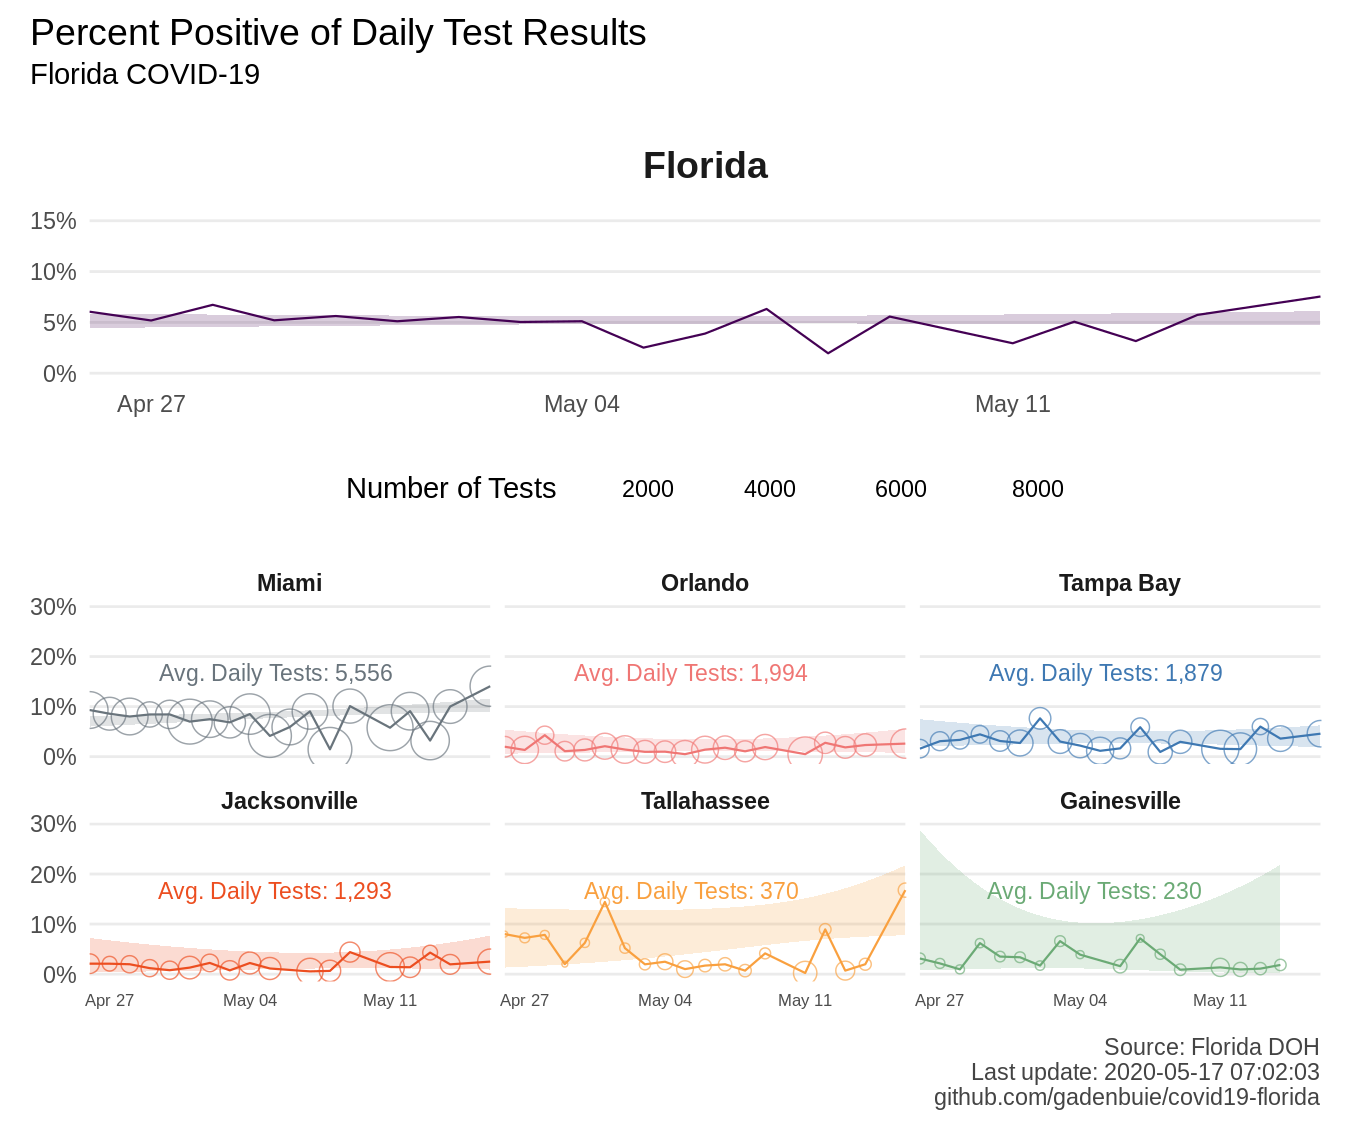 Percent Positive of Daily Test Results
Florida COVID-19
Florida
15%
10%
5%
0%
Apr 27 May 04 May 11
Number of Tests 2000 4000 6000 8000
Miami Orlando Tampa Bay
30%
20%
Avg. Daily Tests: 5,556 Avg. Daily Tests: 1,994 Avg. Daily Tests: 1,879
10%
0%
Jacksonville Tallahassee Gainesville
30%
20%
Avg. Daily Tests: 1,293 Avg. Daily Tests: 370 Avg. Daily Tests: 230
10%
0%
Apr 27 May 04 May 11 Apr 27 May 04 May 11 Apr 27 May 04 May 11
Source: Florida DOH
Last update: 2020-05-17 07:02:03
github.com/gadenbuie/covid19-florida